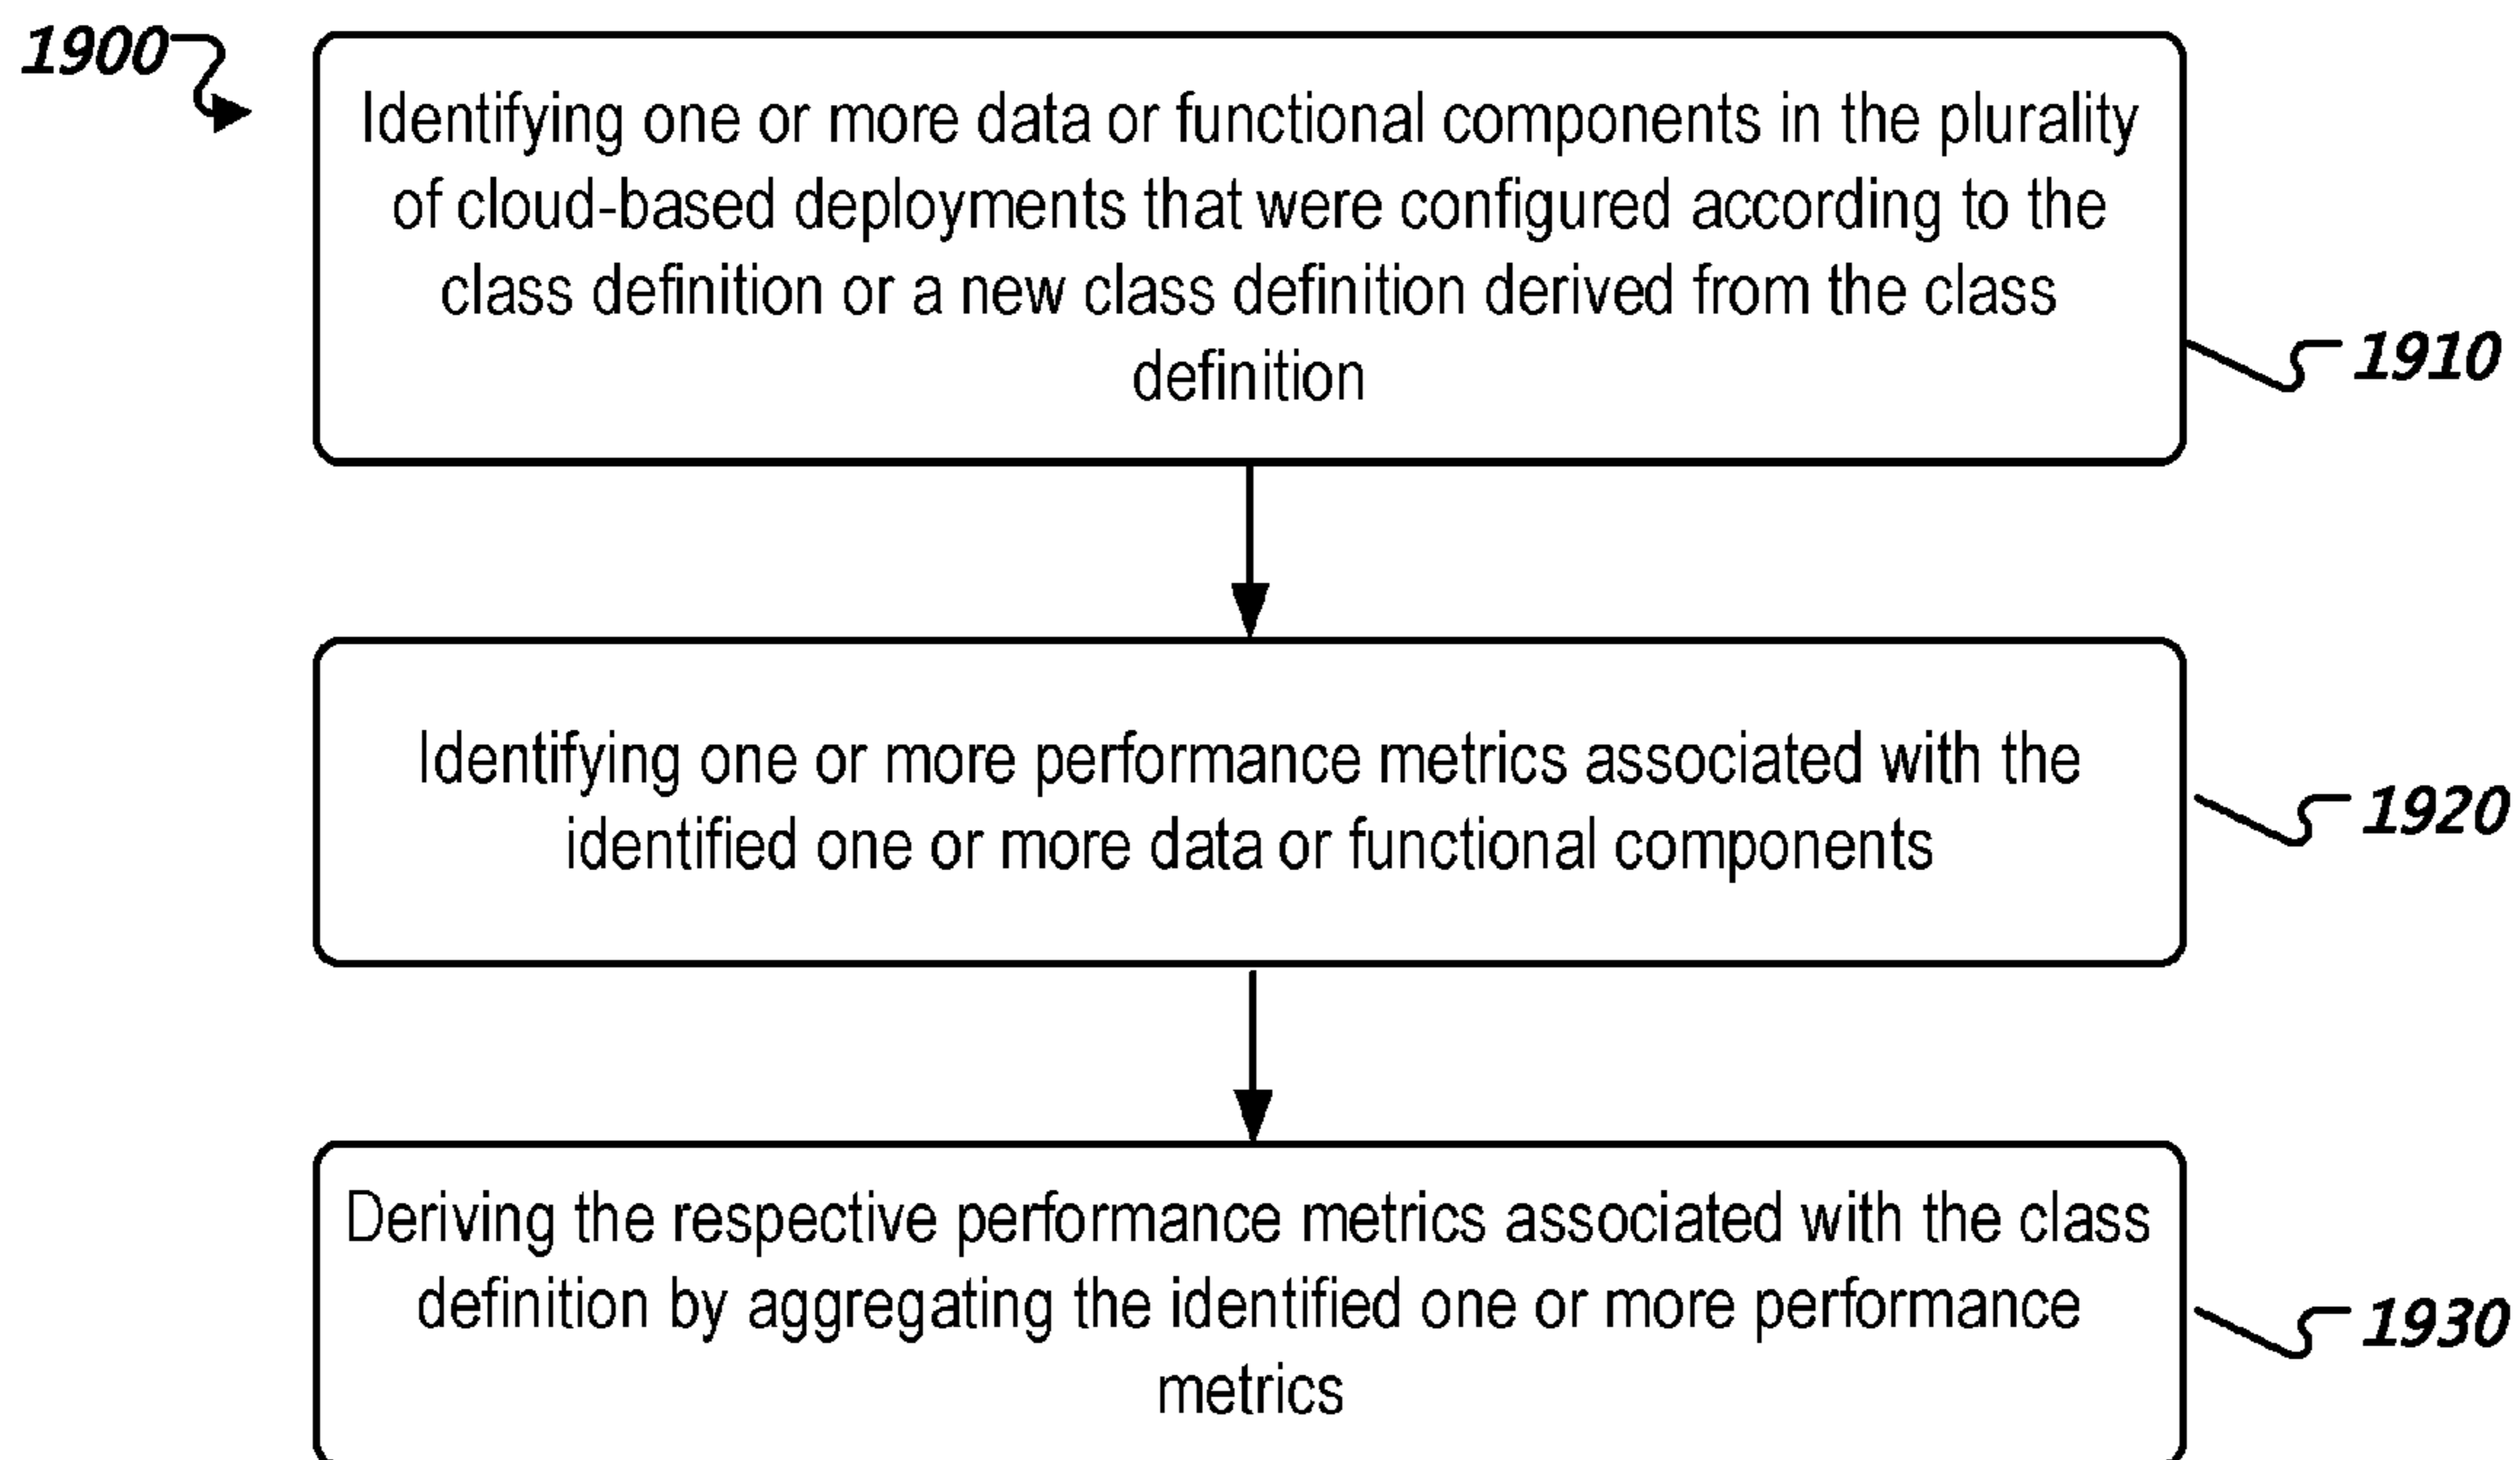 1900
Identifying one or more data or functional components in the plurality
of cloud-based deployments that were configured according to the
class definition or a new class definition derived from the class
definition
1910
Identifying one or more performance metrics associated with the
identified one or more data or functional components
1920
Deriving the respective performance metrics associated with the class
definition by aggregating the identified one or more performance
metrics
1930